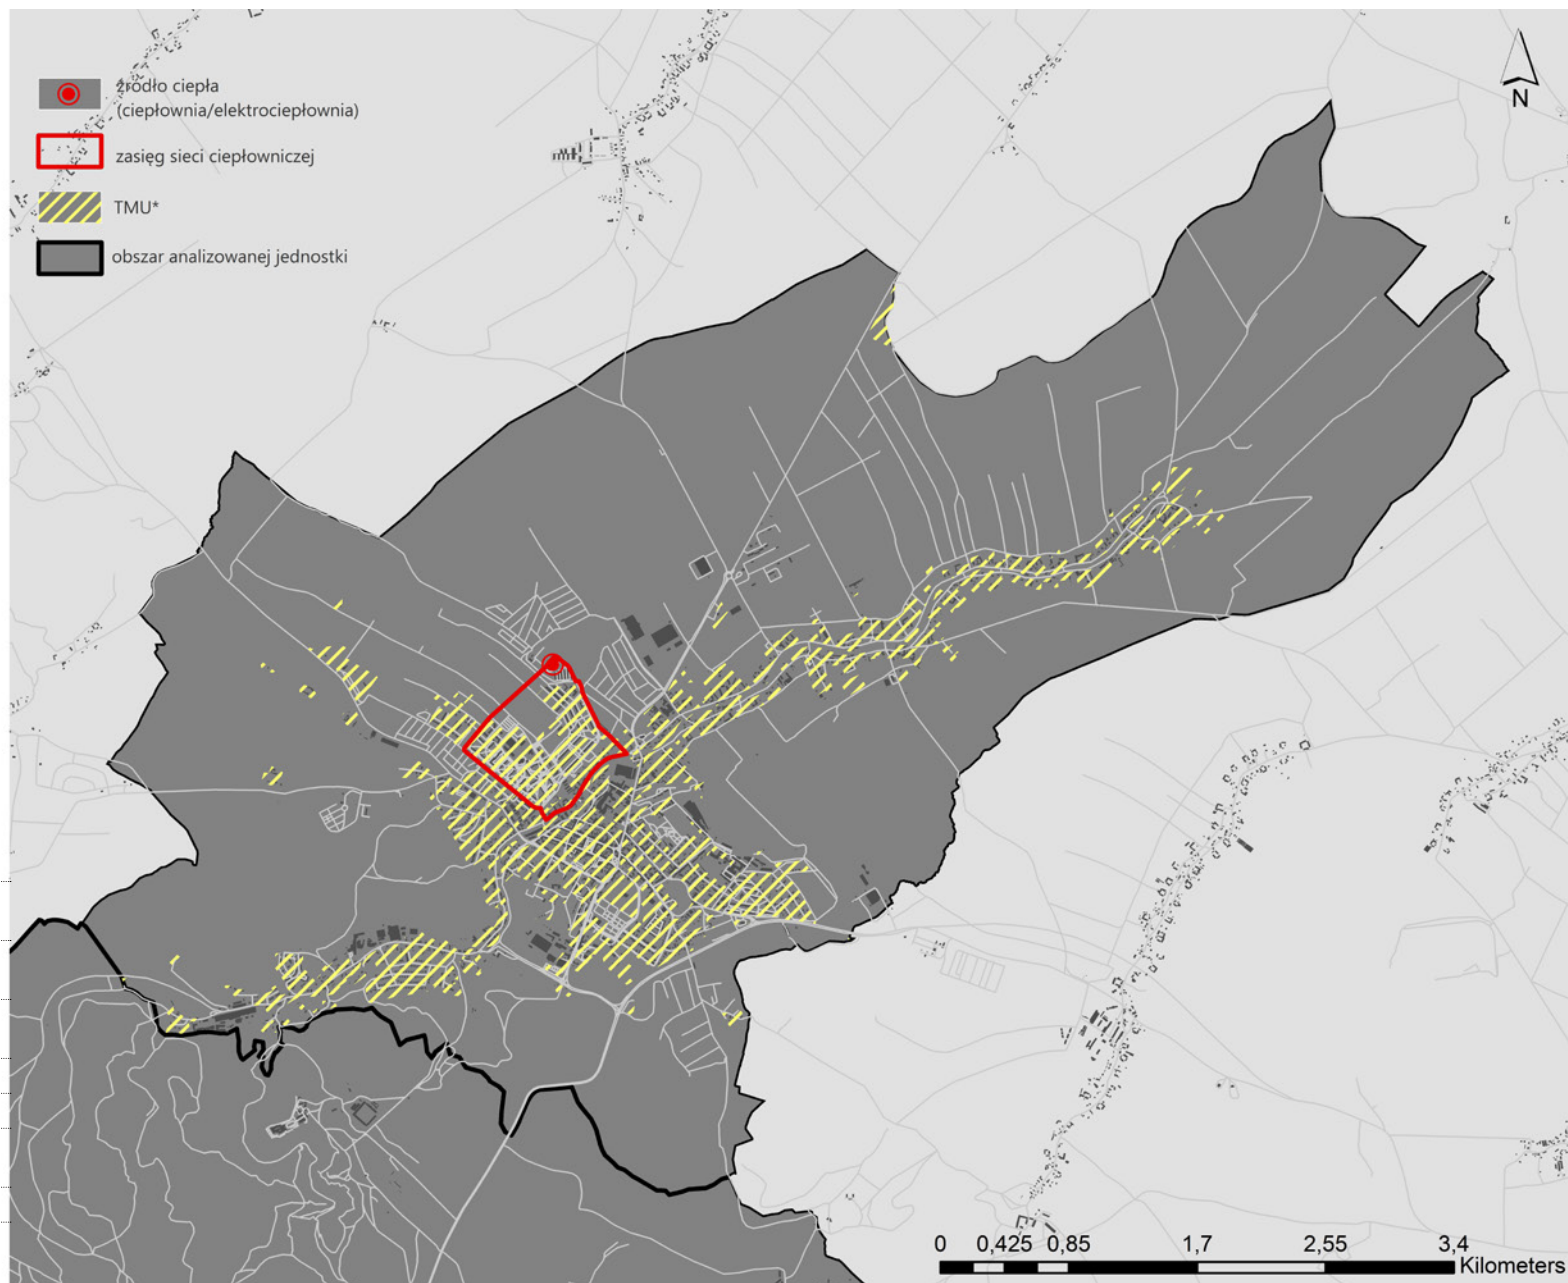 źródło ciepła
(ciepłownia/elektrociepłownia)
zasięg sieci ciepłowniczej
TMU*
obszar analizowanej jednostki
N
0 0,425 0,85 1,7 2,55 3,4
Kilometers